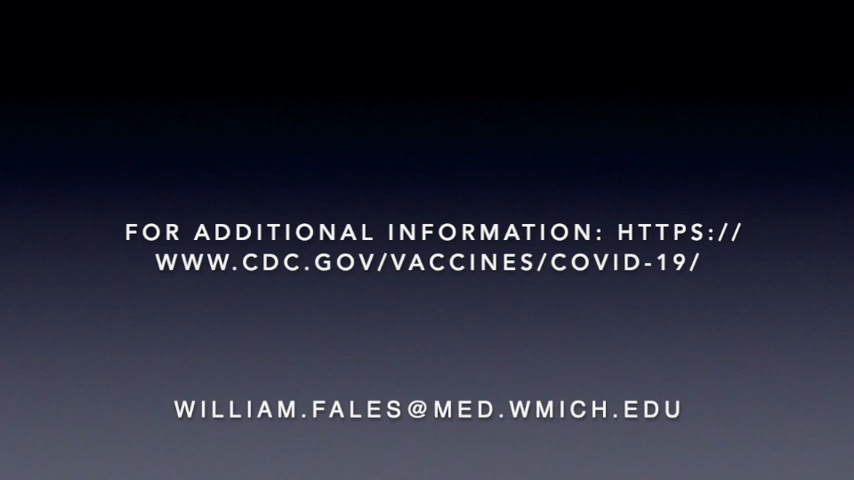 FOR ADDITIONAL INFORMATION: HTTPS://
WWW.CDC.GOV/VACCINES/COVID-19/
WILLIAM.FALES@MED.WMICH.EDU